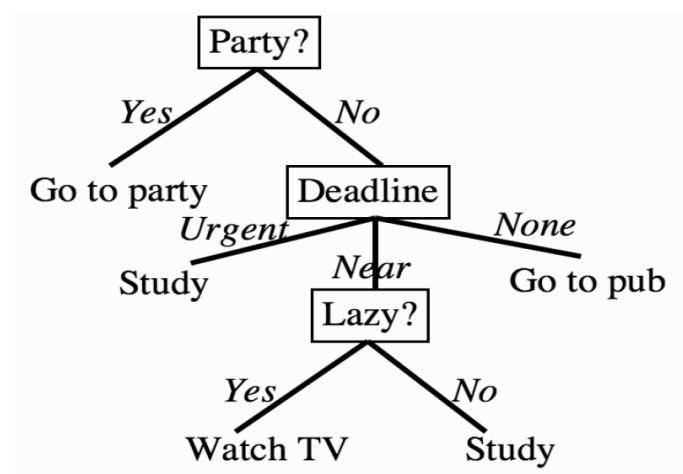 Party?
Yes No
Go to party Deadline
Urgent None
Near
Study Go to pub
Lazy?
Yes No
Watch TV Study